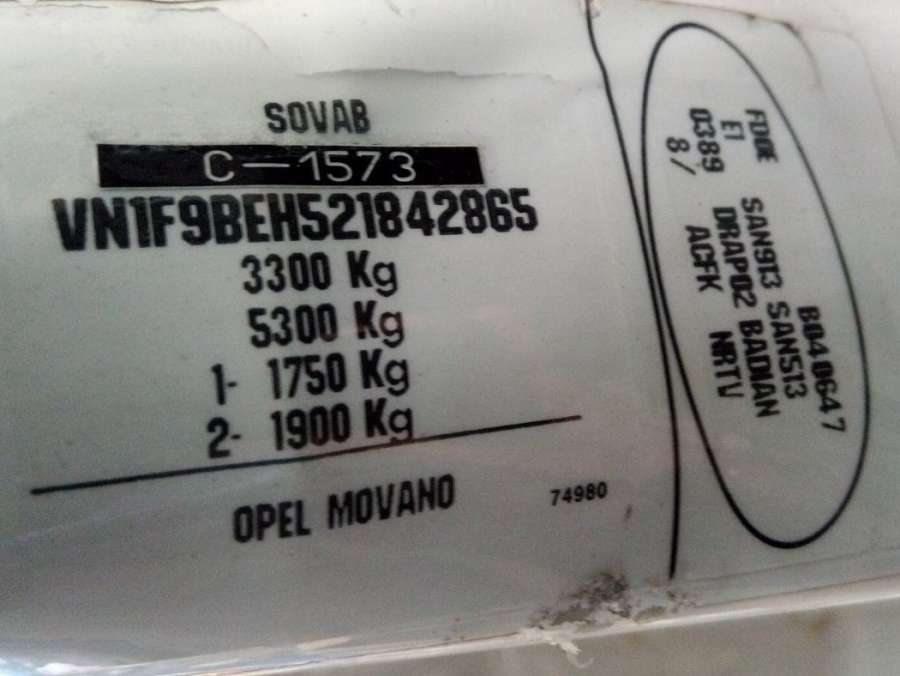 SOVAB
C-1573
VN1F9BEH521842865
3300 Kg
5300 Kg
1- 1750 Kg
2- 1900 Kg
OPEL MOVANO
74980
B040647
SAN913 SAN513
FDDE DRAP02 BADIAN
E1 ACFK NRTV
0389
8/